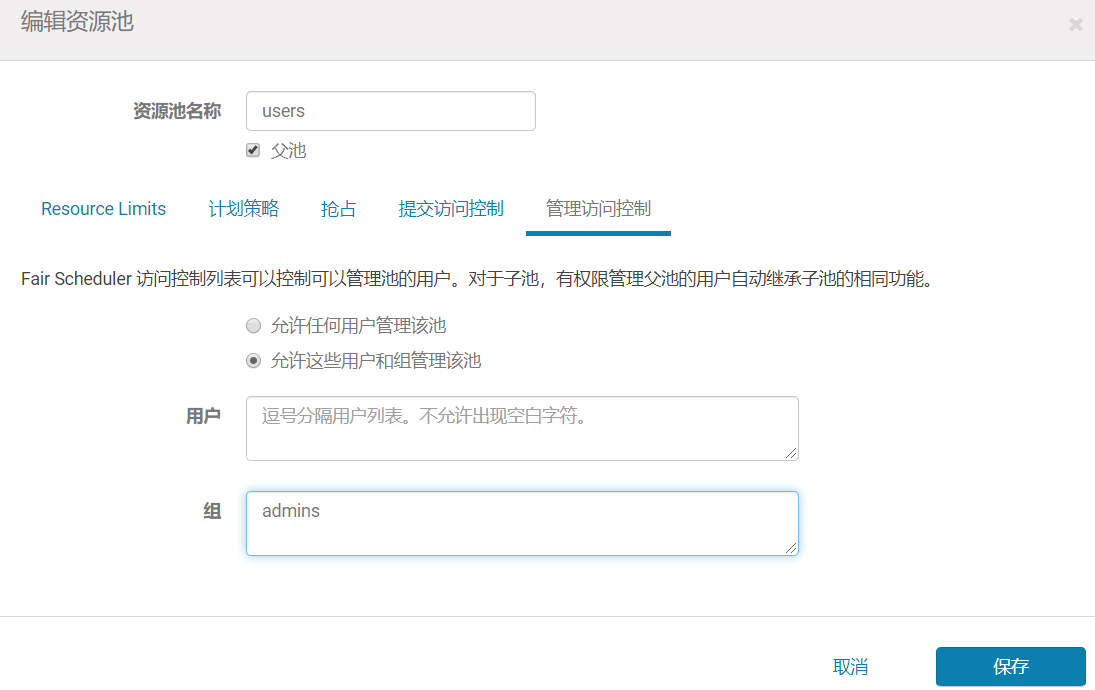 编辑资源池
资源池名称 users
父池
Resource Limits 计划策略 抢占 提交访问控制 管理访问控制
Fair Scheduler 访问控制列表可以控制可以管理池的用户。对于子池，有权限管理父池的用户自动继承子池的相同功能。
允许任何用户管理该池
允许这些用户和组管理该池
用户 逗号分隔用户列表。不允许出现空白字符。
组 admins
取消 保存